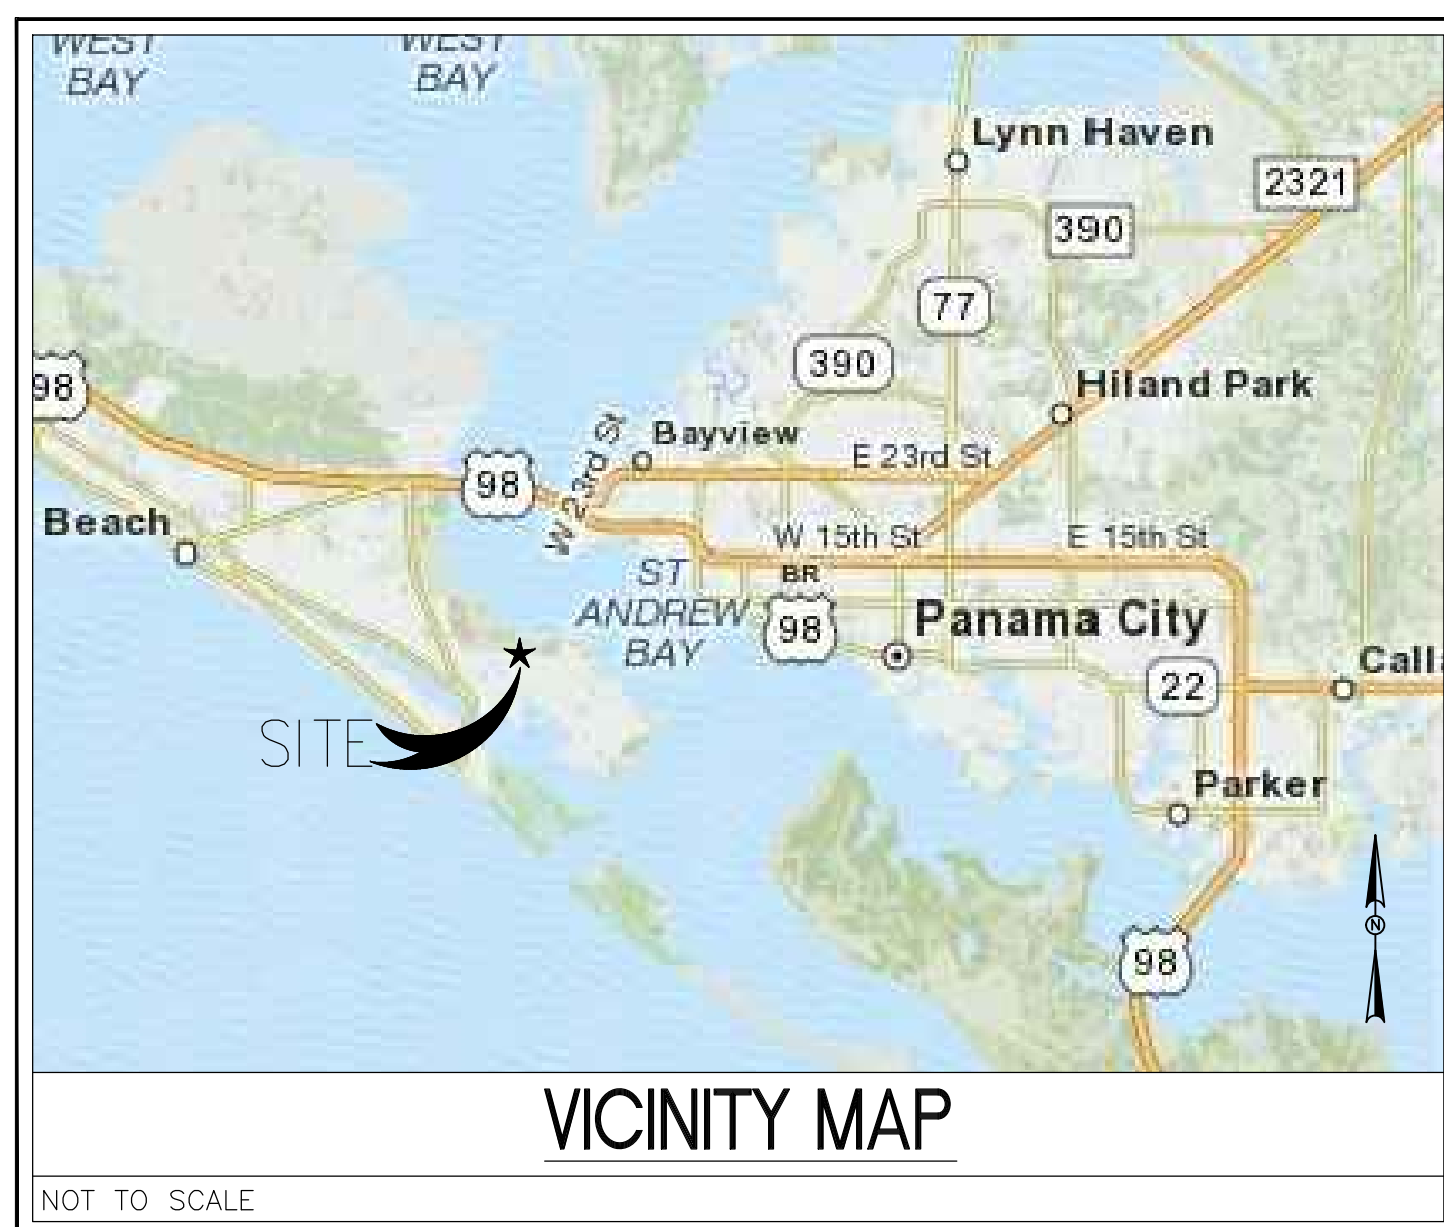 WEST
BAY
WEST
BAY
Lynn Haven
2321
390
77
390
98
Hiland Park
Bayview
W 23rd St
E 23rd St
98
Beach
W 15th St
E 15th St
BR
98
ST
ANDREW
BAY
Panama City
22
SITE
Parker
98
N
VICINITY MAP
NOT TO SCALE